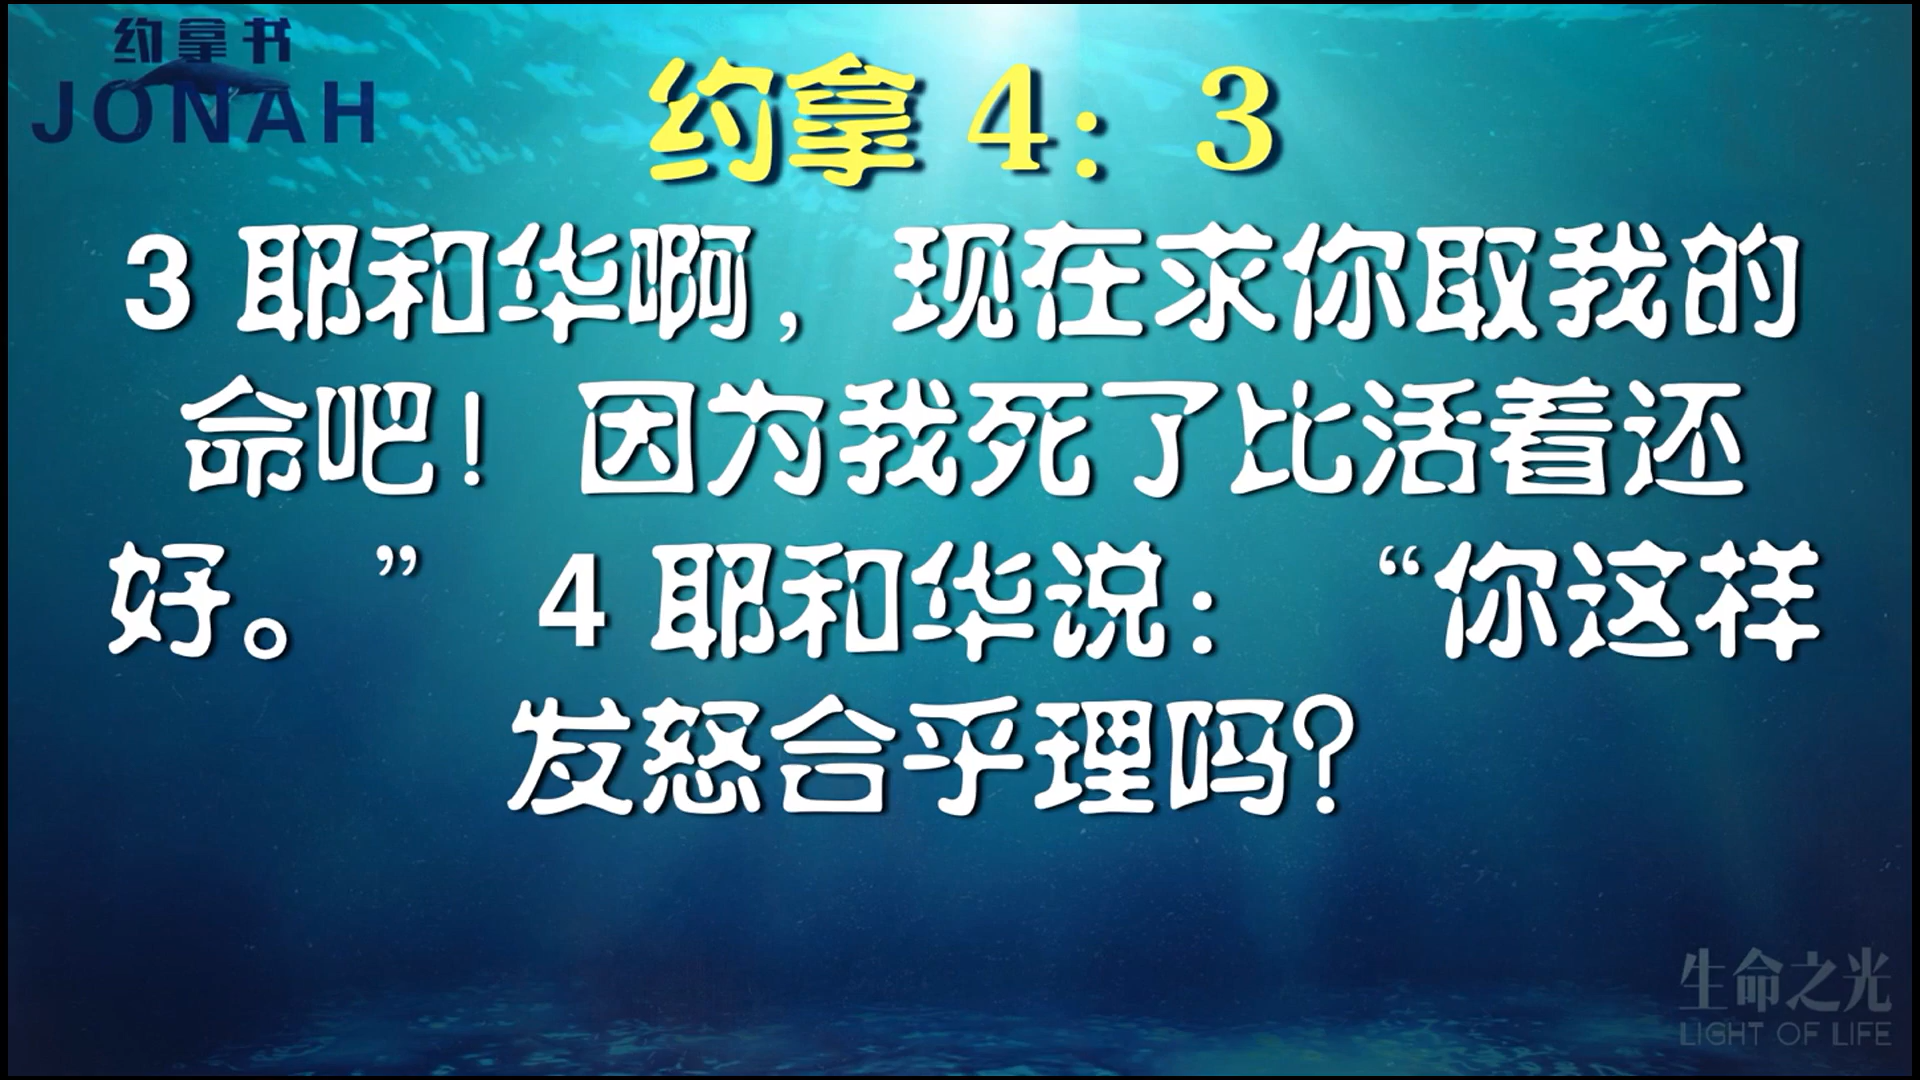 约拿书
JONAH
约拿 4：3
3 耶和华啊，现在求你取我的
命吧！因为我死了比活着还
好。” 4 耶和华说：“你这样
发怒合乎理吗？
生命之光
LIGHT OF LIFE